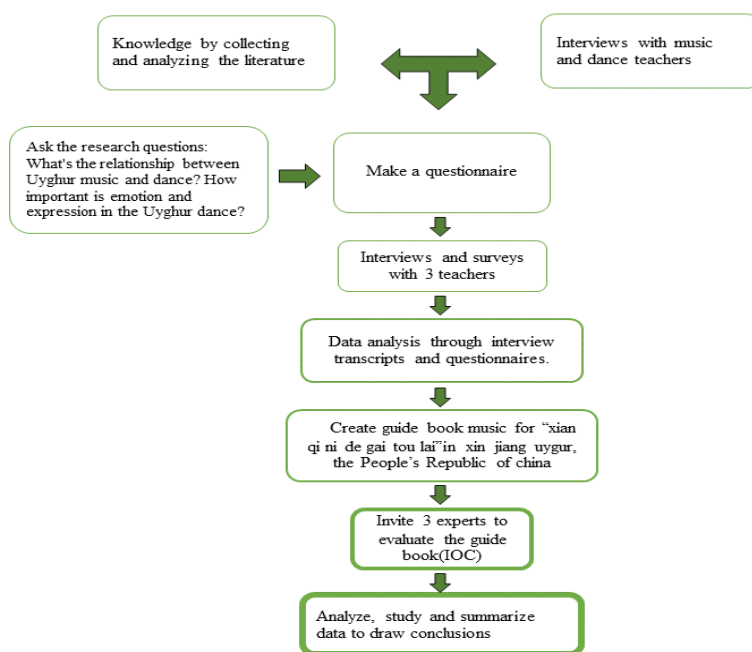 Knowledge by collecting
and analyzing the literature
Interviews with music
and dance teachers
Ask the research questions:
What's the relationship between
Uyghur music and dance? How
important is emotion and
expression in the Uyghur dance?
Make a questionnaire
Interviews and surveys
with 3 teachers
Data analysis through interview
transcripts and questionnaires.
Create guide book music for “xian
qi ni de gai tou lai”in xin jiang uygur,
the People’s Republic of china
Invite 3 experts to
evaluate the guide
book(IOC)
Analyze, study and summarize
data to draw conclusions